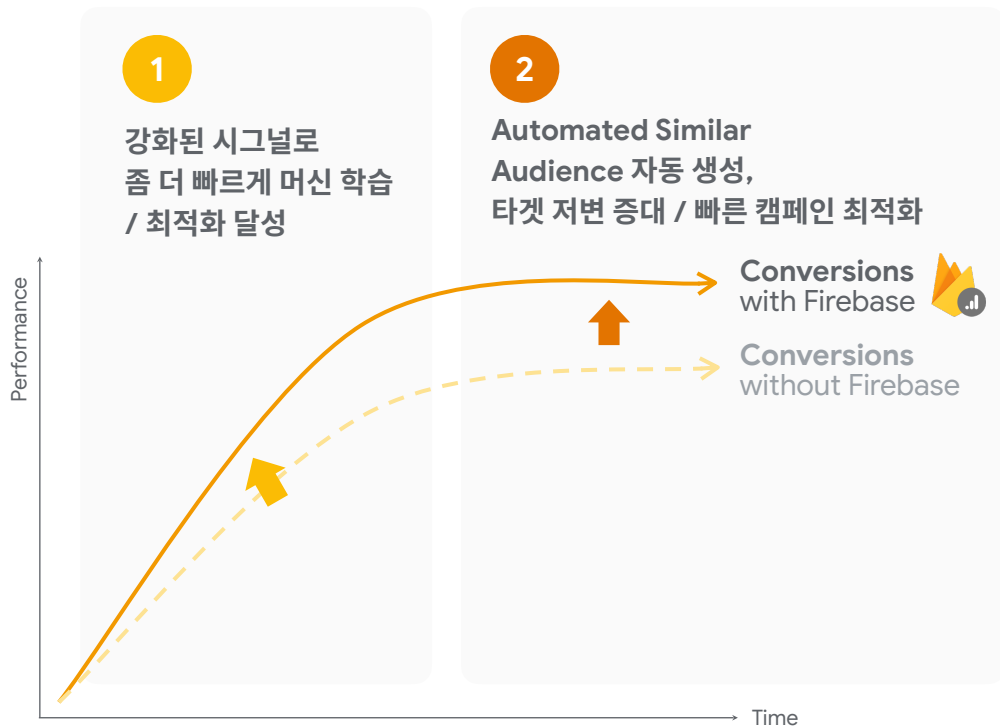 1
강화된 시그널로
좀 더 빠르게 머신 학습
/ 최적화 달성
2
Automated Similar
Audience 자동 생성,
타겟 저변 증대 / 빠른 캠페인 최적화
Performance
Conversions
with Firebase
Conversions
without Firebase
Time